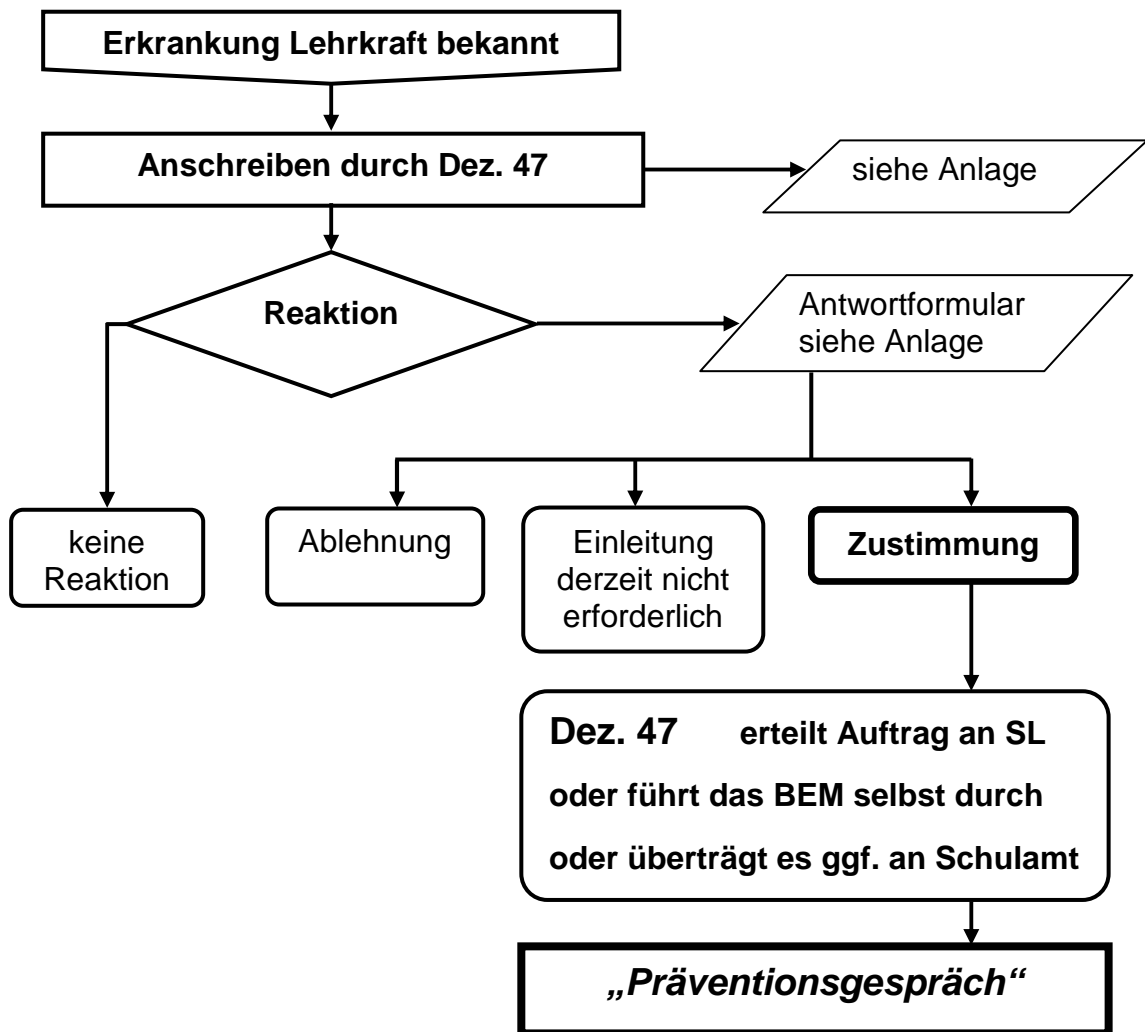 Erkrankung Lehrkraft bekannt
Anschreiben durch Dez. 47
siehe Anlage
Reaktion
Antwortformular
siehe Anlage
keine
Reaktion
Ablehnung
Einleitung
derzeit nicht
erforderlich
Zustimmung
Dez. 47 erteilt Auftrag an SL
oder führt das BEM selbst durch
oder überträgt es ggf. an Schulamt
„Präventionsgespräch“